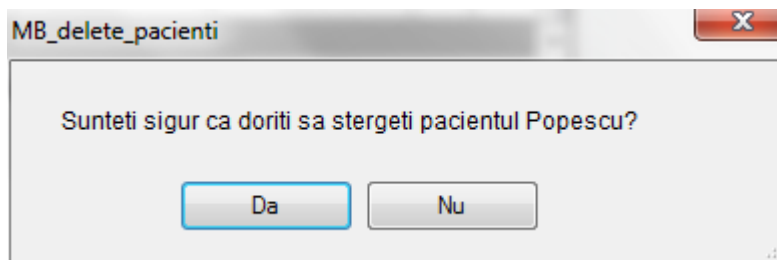 MB_delete_pacienti
Sunteti sigur ca doriti sa stergeti pacientul Popescu?
Da
Nu